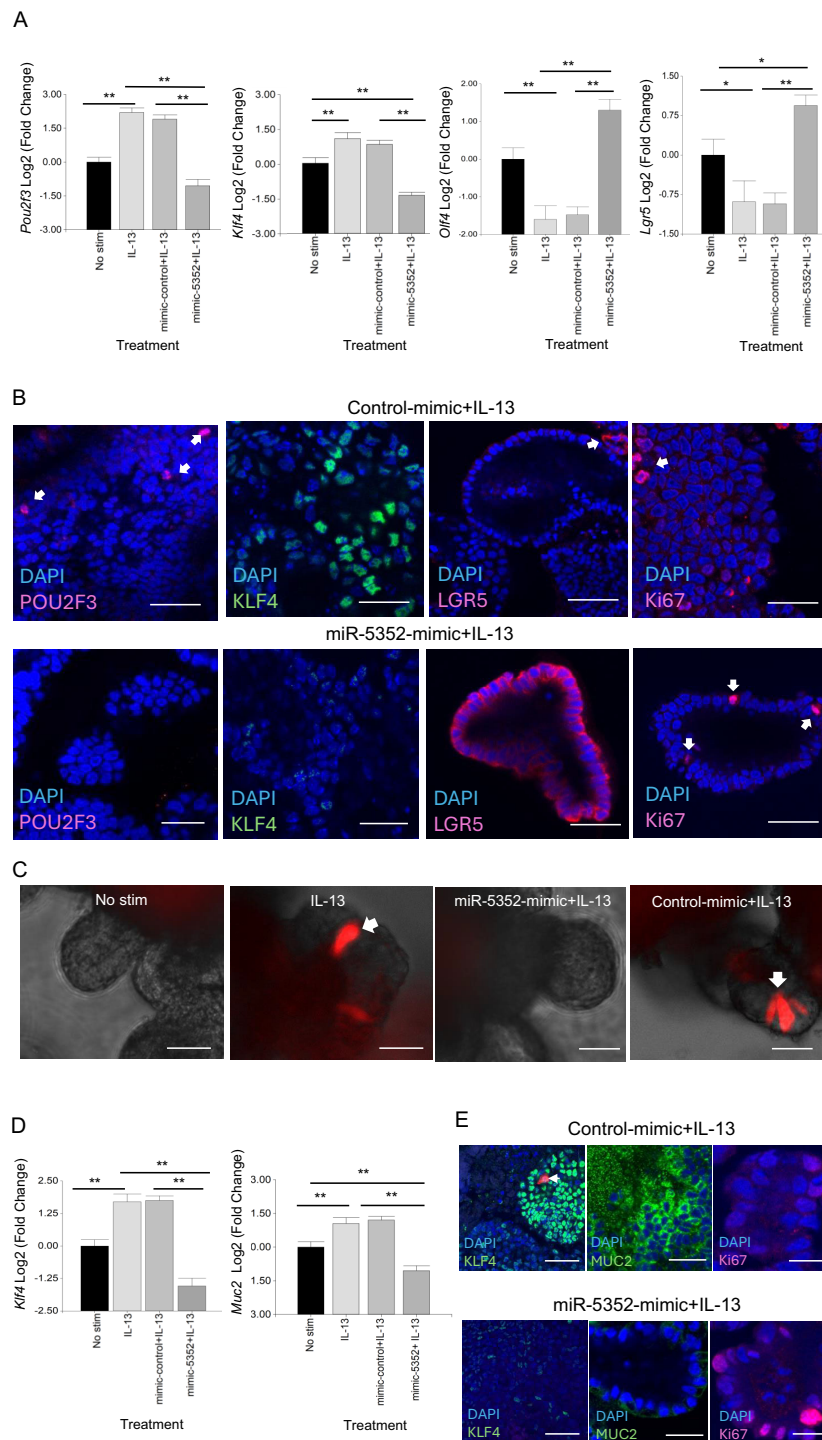 A
Pou2f3 Log2 (Fold Change)
3.00
1.50
0.00
-1.50
-3.00
**
**
**
No stim
IL-13
mimic-control+IL-13
mimic-5352+IL-13
Treatment
Klf4 Log2 (Fold Change)
3.00
1.50
0.00
-1.50
-3.00
**
**
**
No stim
IL-13
mimic-control+IL-13
mimic-5352+IL-13
Treatment
Olf4 Log2 (Fold Change)
2.00
1.00
0.00
-1.00
-2.00
**
**
**
No stim
IL-13
mimic-control+IL-13
mimic-5352+IL-13
Treatment
Lgr5 Log2 (Fold Change)
1.50
0.75
0.00
-0.75
-1.50
*
*
**
No stim
IL-13
mimic-control+IL-13
mimic-5352+IL-13
Treatment
B
Control-mimic+IL-13
DAPI
POU2F3
DAPI
KLF4
DAPI
LGR5
DAPI
Ki67
miR-5352-mimic+IL-13
DAPI
POU2F3
DAPI
KLF4
DAPI
LGR5
DAPI
Ki67
C
No stim
IL-13
miR-5352-mimic+IL-13
Control-mimic+IL-13
D
Klf4 Log2 (Fold Change)
2.50
1.25
0.00
-1.25
-2.50
**
**
**
No stim
IL-13
mimic-control+IL-13
mimic-5352+IL-13
Treatment
Muc2 Log2 (Fold Change)
3.00
1.50
0.00
1.50
3.00
**
**
**
No stim
IL-13
mimic-control+IL-13
mimic-5352+ IL-13
Treatment
E
Control-mimic+IL-13
DAPI
KLF4
DAPI
MUC2
DAPI
Ki67
miR-5352-mimic+IL-13
DAPI
KLF4
DAPI
MUC2
DAPI
Ki67